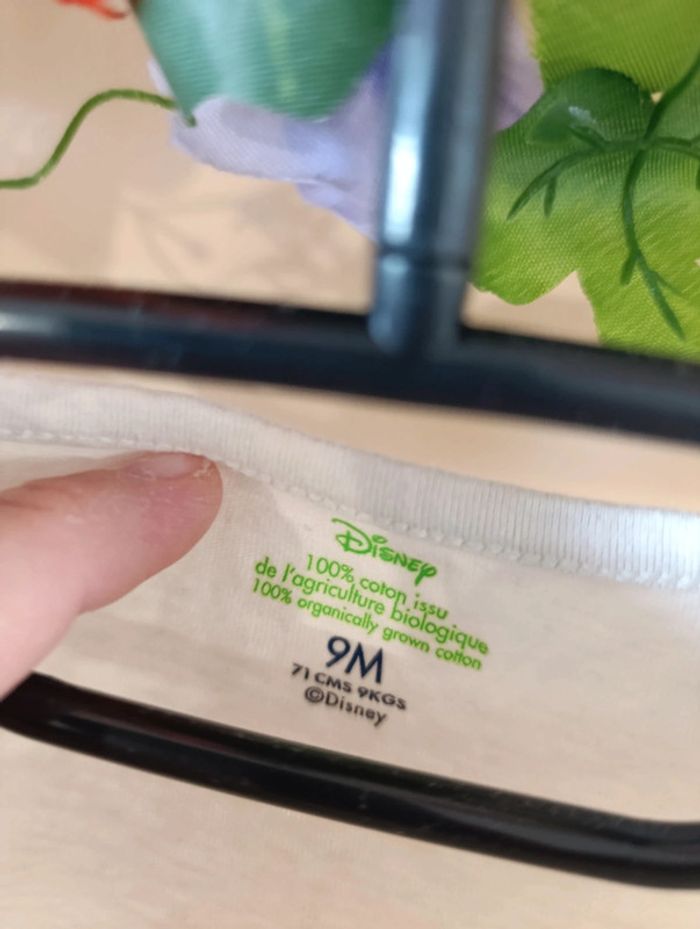 Disney
100% coton issu
de l'agriculture biologique
100% organically grown cotton
9M
71 CMS 9KGS
©Disney